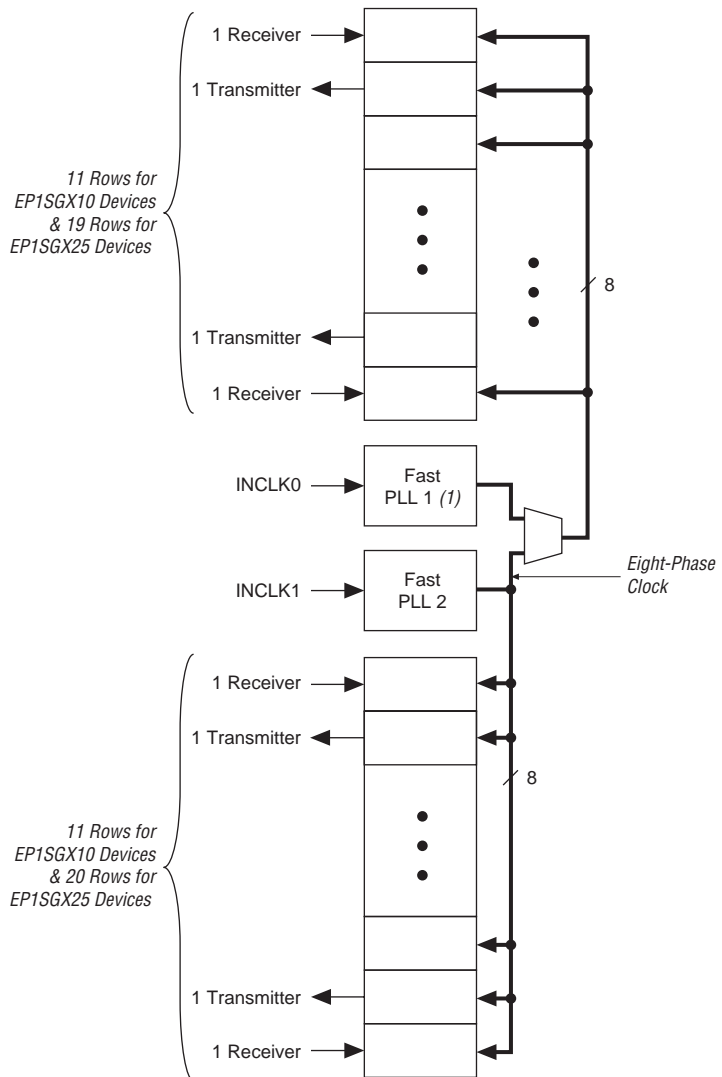 1 Receiver
1 Transmitter
11 Rows for
EP1SGX10 Devices
& 19 Rows for
EP1SGX25 Devices
8
1 Transmitter
1 Receiver
INCLK0
Fast
PLL 1 (1)
INCLK1
Fast
PLL 2
Eight-Phase
Clock
1 Receiver
1 Transmitter
8
11 Rows for
EP1SGX10 Devices
& 20 Rows for
EP1SGX25 Devices
1 Transmitter
1 Receiver